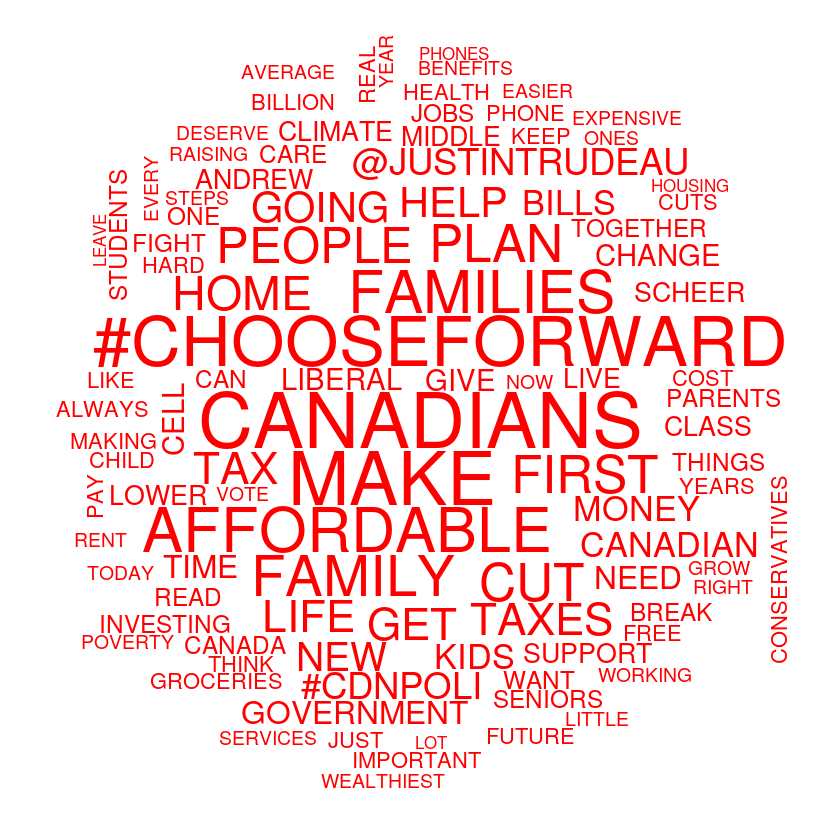 PHONES
AVERAGE REAL YEAR BENEFITS
BILLION HEALTH EASIER
JOBS PHONE EXPENSIVE
DESERVE CLIMATE MIDDLE KEEP ONES
RAISING CARE @JUSTINTRUDEAU
EVERY ANDREW HOUSING
STEPS GOING HELP BILLS CUTS
LEAVE STUDENTS ONE TOGETHER
FIGHT PEOPLE PLAN CHANGE
HARD
HOME FAMILIES SCHEER
#CHOOSEFORWARD
LIKE CAN LIBERAL GIVE NOW LIVE COST
ALWAYS CELL CANADIANS PARENTS
CLASS
MAKING
CHILD TAX MAKE FIRST THINGS
PAY LOWER VOTE YEARS
MONEY
RENT AFFORDABLE CANADIAN CONSERVATIVES
TODAY TIME FAMILY CUT NEED GROW
RIGHT
READ
INVESTING LIFE GET TAXES BREAK
POVERTY CANADA FREE
THINK NEW KIDS SUPPORT
GROCERIES #CDNPOLI WANT WORKING
SENIORS
GOVERNMENT LITTLE
SERVICES JUST LOT FUTURE
IMPORTANT
WEALTHIEST